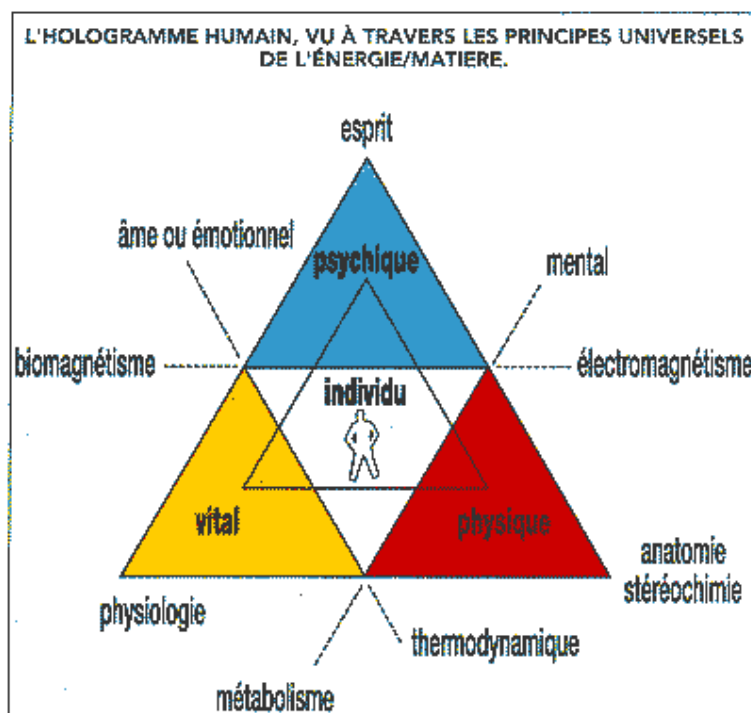 L'HOLOGRAMME HUMAIN, VU À TRAVERS LES PRINCIPES UNIVERSELS
DE L'ÉNERGIE/MATIERE.
esprit
âme ou émotionnel
psychique
mental
biomagnétisme
électromagnétisme
individu
vital
physique
anatomie
stéréochimie
physiologie
thermodynamique
métabolisme